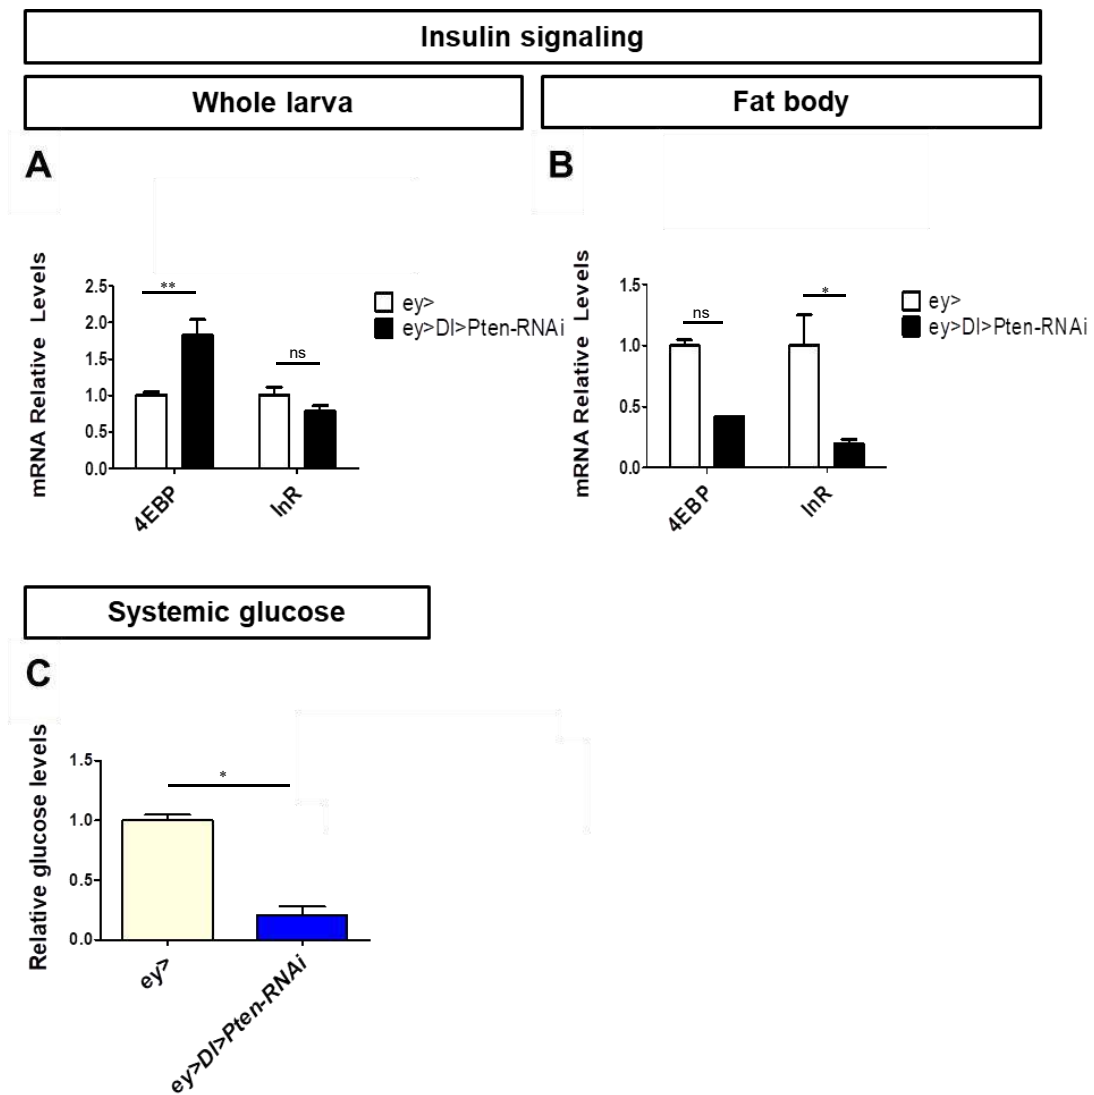 Insulin signaling
Whole larva
Fat body
A
mRNA Relative Levels
2.5
2.0
1.5
1.0
0.5
0.0
**
ns
4EBP
InR
ey>
ey>Dl>Pten-RNAi
B
mRNA Relative Levels
1.5
1.0
0.5
0.0
ns
*
4EBP
InR
ey>
ey>Dl>Pten-RNAi
Systemic glucose
C
Relative glucose levels
1.5
1.0
0.5
0.0
*
ey>
ey>Dl>Pten-RNAi